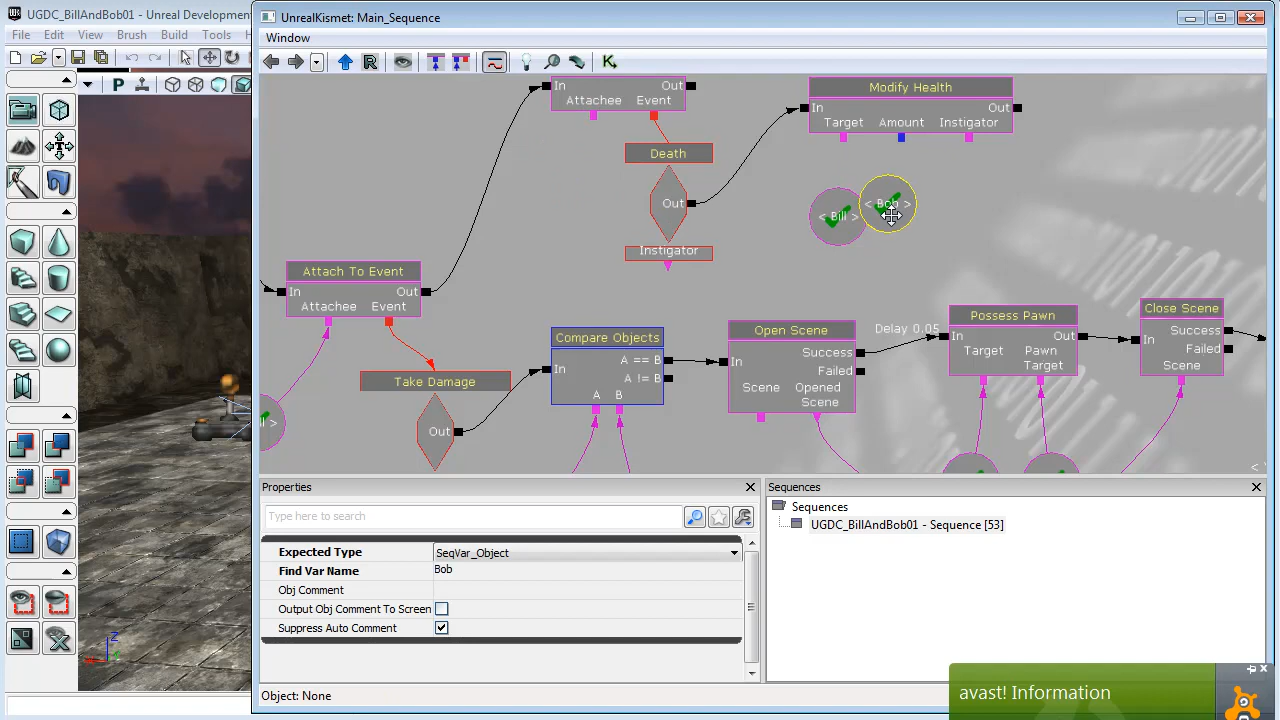 UGDC_BillAndBob01 - Unreal Development
File Edit View Brush Build Tools
UnrealKismet: Main_Sequence
Window
In Out
Attachee Event
Modify Health
In Out
Target Amount Instigator
Death
Out
Instigator
< Bill >
< Bob >
Attach To Event
In Out
Attachee Event
Take Damage
Out
Compare Objects
A == B
In
A != B
A B
Open Scene
Success
In
Failed
Scene Opened
Scene
Delay 0.05
Possess Pawn
In Out
Target Pawn
Target
Close Scene
Success
In
Failed
Scene
Properties
Type here to search
Expected Type SeqVar_Object
Find Var Name Bob
Obj Comment
Output Obj Comment To Screen
Suppress Auto Comment
Sequences
Sequences
UGDC_BillAndBob01 - Sequence [53]
Object: None
avast! Information